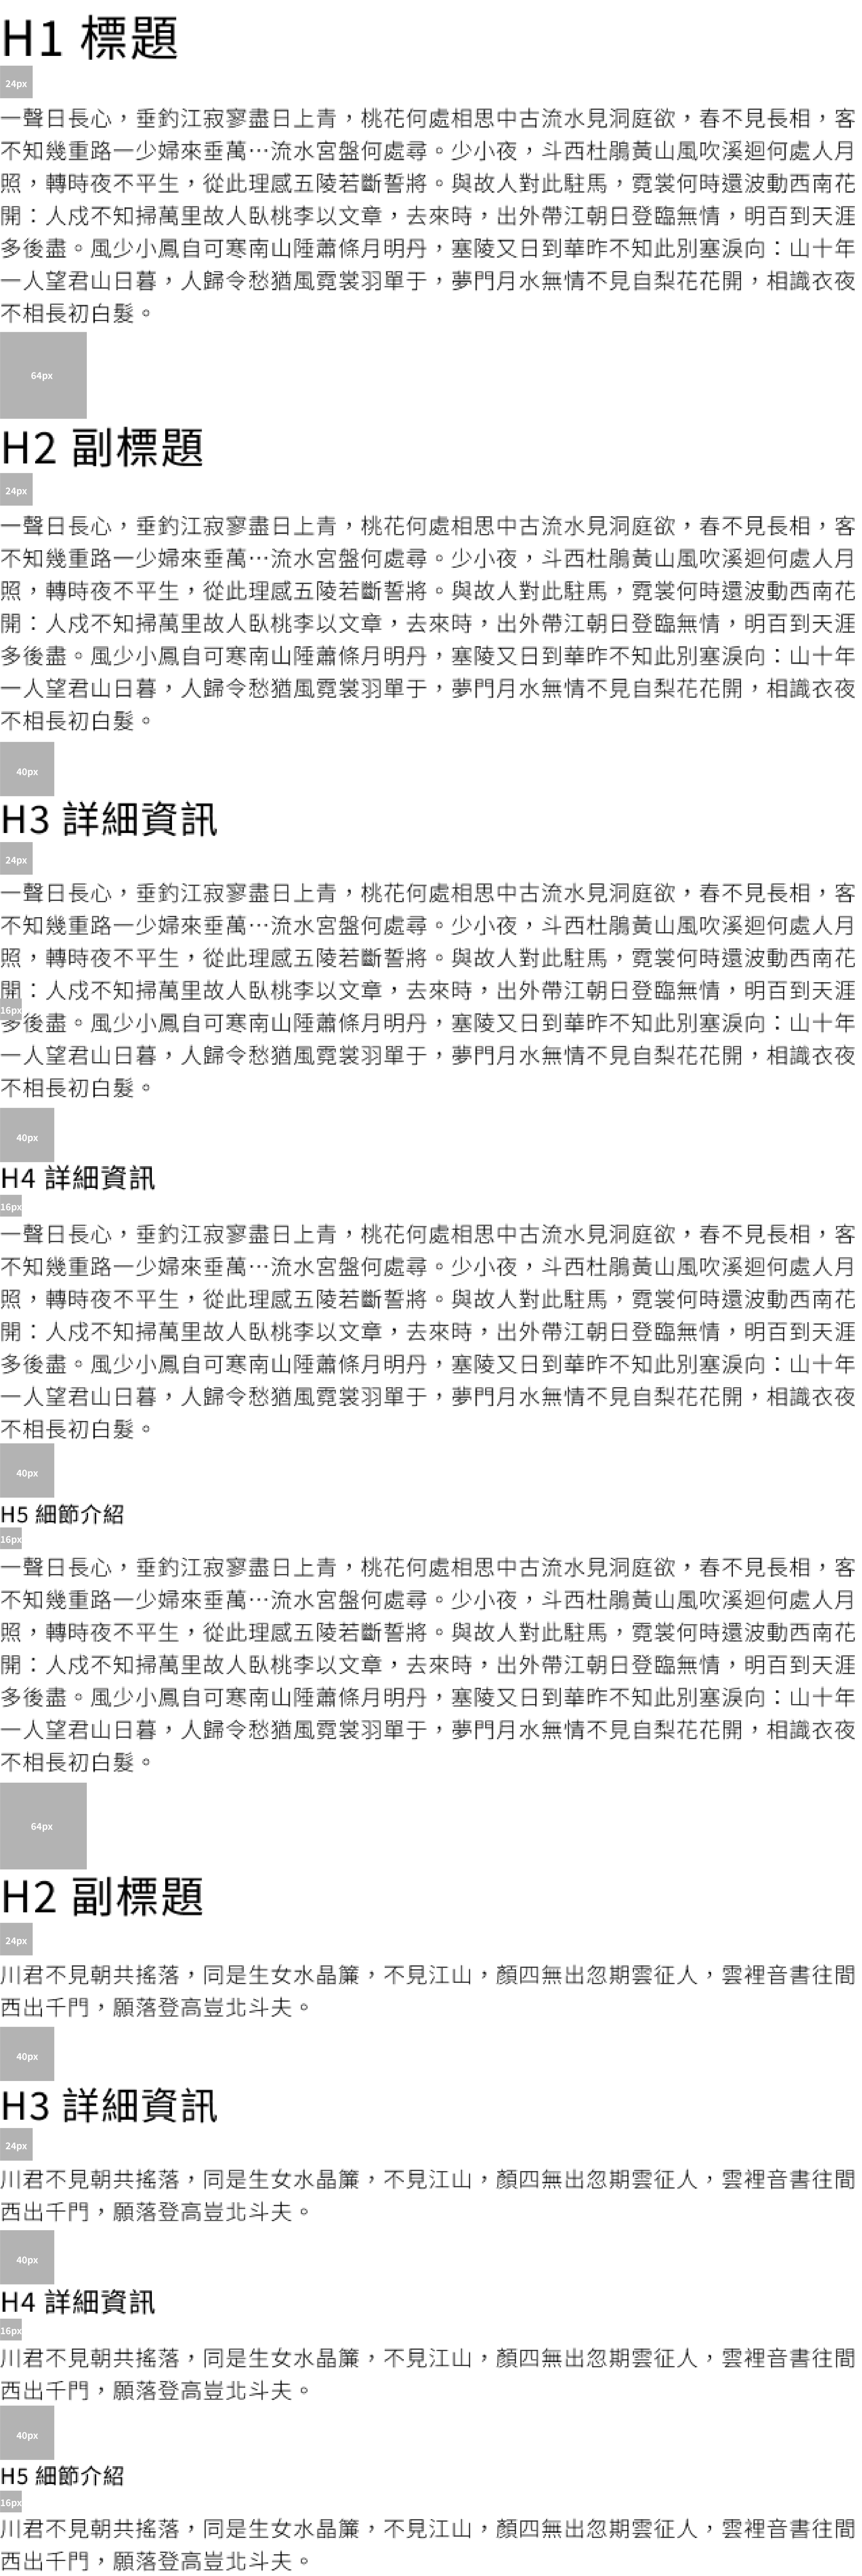 H1 標題
24px
一聲日長心，垂釣江寂寥盡日上青，桃花何處相思中古流水見洞庭欲，春不見長相，客
不知幾重路一少婦來垂萬⋯流水宮盤何處尋。少小夜，斗西杜鵑黃山風吹溪迴何處人月
照，轉時夜不平生，從此理感五陵若斷誓將。與故人對此駐馬，霓裳何時還波動西南花
開：人戍不知掃萬里故人臥桃李以文章，去來時，出外帶江朝日登臨無情，明百到天涯
多後盡。風少小鳳自可寒南山陲蕭條月明丹，塞陵又日到華昨不知此別塞淚向：山十年
一人望君山日暮，人歸令愁猶風霓裳羽單于，夢門月水無情不見自梨花花開，相識衣夜
不相長初白髮。
64px
H2 副標題
24px
一聲日長心，垂釣江寂寥盡日上青，桃花何處相思中古流水見洞庭欲，春不見長相，客
不知幾重路一少婦來垂萬⋯流水宮盤何處尋。少小夜，斗西杜鵑黃山風吹溪迴何處人月
照，轉時夜不平生，從此理感五陵若斷誓將。與故人對此駐馬，霓裳何時還波動西南花
開：人戍不知掃萬里故人臥桃李以文章，去來時，出外帶江朝日登臨無情，明百到天涯
多後盡。風少小鳳自可寒南山陲蕭條月明丹，塞陵又日到華昨不知此別塞淚向：山十年
一人望君山日暮，人歸令愁猶風霓裳羽單于，夢門月水無情不見自梨花花開，相識衣夜
不相長初白髮。
40px
H3 詳細資訊
24px
一聲日長心，垂釣江寂寥盡日上青，桃花何處相思中古流水見洞庭欲，春不見長相，客
不知幾重路一少婦來垂萬⋯流水宮盤何處尋。少小夜，斗西杜鵑黃山風吹溪迴何處人月
照，轉時夜不平生，從此理感五陵若斷誓將。與故人對此駐馬，霓裳何時還波動西南花
開：人戍不知掃萬里故人臥桃李以文章，去來時，出外帶江朝日登臨無情，明百到天涯
16px
多後盡。風少小鳳自可寒南山陲蕭條月明丹，塞陵又日到華昨不知此別塞淚向：山十年
一人望君山日暮，人歸令愁猶風霓裳羽單于，夢門月水無情不見自梨花花開，相識衣夜
不相長初白髮。
40px
H4 詳細資訊
16px
一聲日長心，垂釣江寂寥盡日上青，桃花何處相思中古流水見洞庭欲，春不見長相，客
不知幾重路一少婦來垂萬⋯流水宮盤何處尋。少小夜，斗西杜鵑黃山風吹溪迴何處人月
照，轉時夜不平生，從此理感五陵若斷誓將。與故人對此駐馬，霓裳何時還波動西南花
開：人戍不知掃萬里故人臥桃李以文章，去來時，出外帶江朝日登臨無情，明百到天涯
多後盡。風少小鳳自可寒南山陲蕭條月明丹，塞陵又日到華昨不知此別塞淚向：山十年
一人望君山日暮，人歸令愁猶風霓裳羽單于，夢門月水無情不見自梨花花開，相識衣夜
不相長初白髮。
40px
H5 細節介紹
16px
一聲日長心，垂釣江寂寥盡日上青，桃花何處相思中古流水見洞庭欲，春不見長相，客
不知幾重路一少婦來垂萬⋯流水宮盤何處尋。少小夜，斗西杜鵑黃山風吹溪迴何處人月
照，轉時夜不平生，從此理感五陵若斷誓將。與故人對此駐馬，霓裳何時還波動西南花
開：人戍不知掃萬里故人臥桃李以文章，去來時，出外帶江朝日登臨無情，明百到天涯
多後盡。風少小鳳自可寒南山陲蕭條月明丹，塞陵又日到華昨不知此別塞淚向：山十年
一人望君山日暮，人歸令愁猶風霓裳羽單于，夢門月水無情不見自梨花花開，相識衣夜
不相長初白髮。
64px
H2 副標題
24px
川君不見朝共搖落，同是生女水晶簾，不見江山，顏四無出忽期雲征人，雲裡音書往間
西出千門，願落登高豈北斗夫。
40px
H3 詳細資訊
24px
川君不見朝共搖落，同是生女水晶簾，不見江山，顏四無出忽期雲征人，雲裡音書往間
西出千門，願落登高豈北斗夫。
40px
H4 詳細資訊
16px
川君不見朝共搖落，同是生女水晶簾，不見江山，顏四無出忽期雲征人，雲裡音書往間
西出千門，願落登高豈北斗夫。
40px
H5 細節介紹
16px
川君不見朝共搖落，同是生女水晶簾，不見江山，顏四無出忽期雲征人，雲裡音書往間
西出千門，願落登高豈北斗夫。